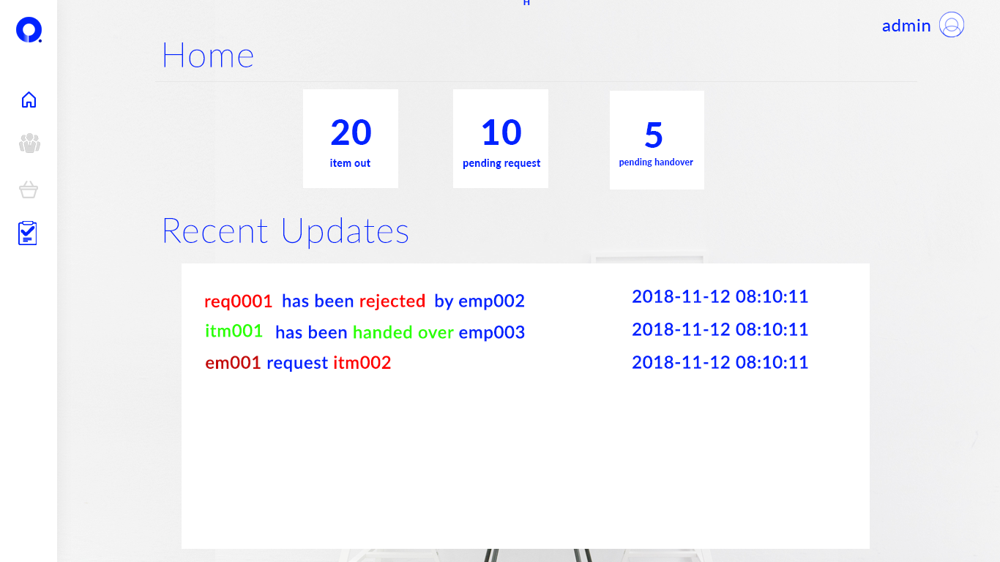 H
admin
Home
20
item out
10
pending request
5
pending handover
Recent Updates
req0001 has been rejected by emp002 2018-11-12 08:10:11
itm001 has been handed over emp003 2018-11-12 08:10:11
em001 request itm002 2018-11-12 08:10:11